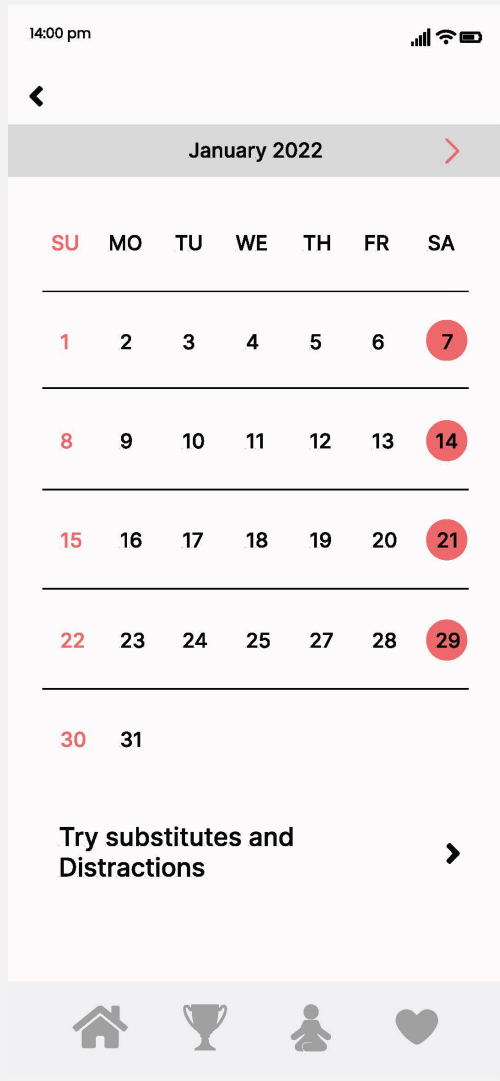 14:00 pm
January 2022
SU MO TU WE TH FR SA
1 2 3 4 5 6 7
8 9 10 11 12 13 14
15 16 17 18 19 20 21
22 23 24 25 27 28 29
30 31
Try substitutes and
Distractions